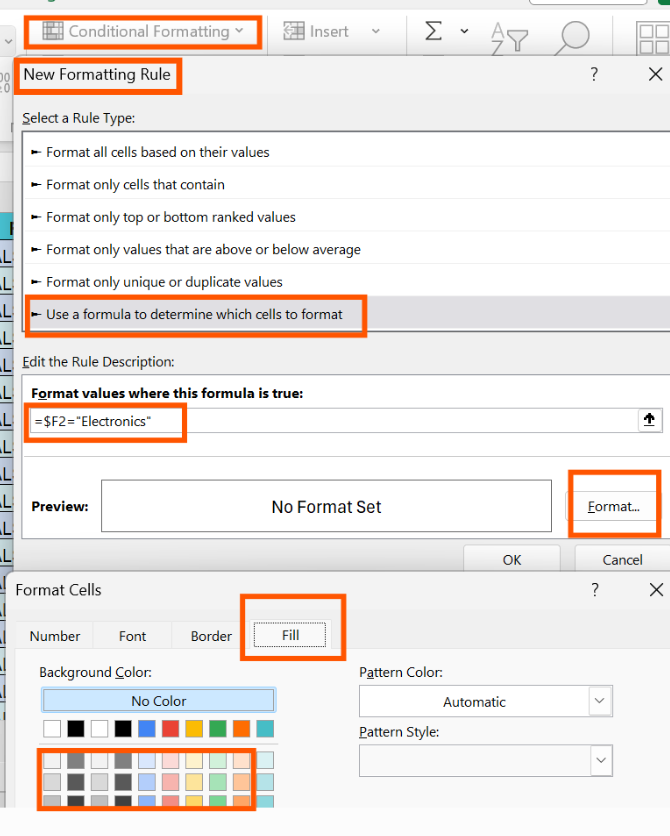 Conditional Formatting
Insert
New Formatting Rule
?
Select a Rule Type:
► Format all cells based on their values
► Format only cells that contain
► Format only top or bottom ranked values
► Format only values that are above or below average
► Format only unique or duplicate values
► Use a formula to determine which cells to format
Edit the Rule Description:
Format values where this formula is true:
=$F2="Electronics"
Preview:
No Format Set
Format...
OK
Cancel
Format Cells
?
Number
Font
Border
Fill
Background Color:
Pattern Color:
No Color
Automatic
Pattern Style: